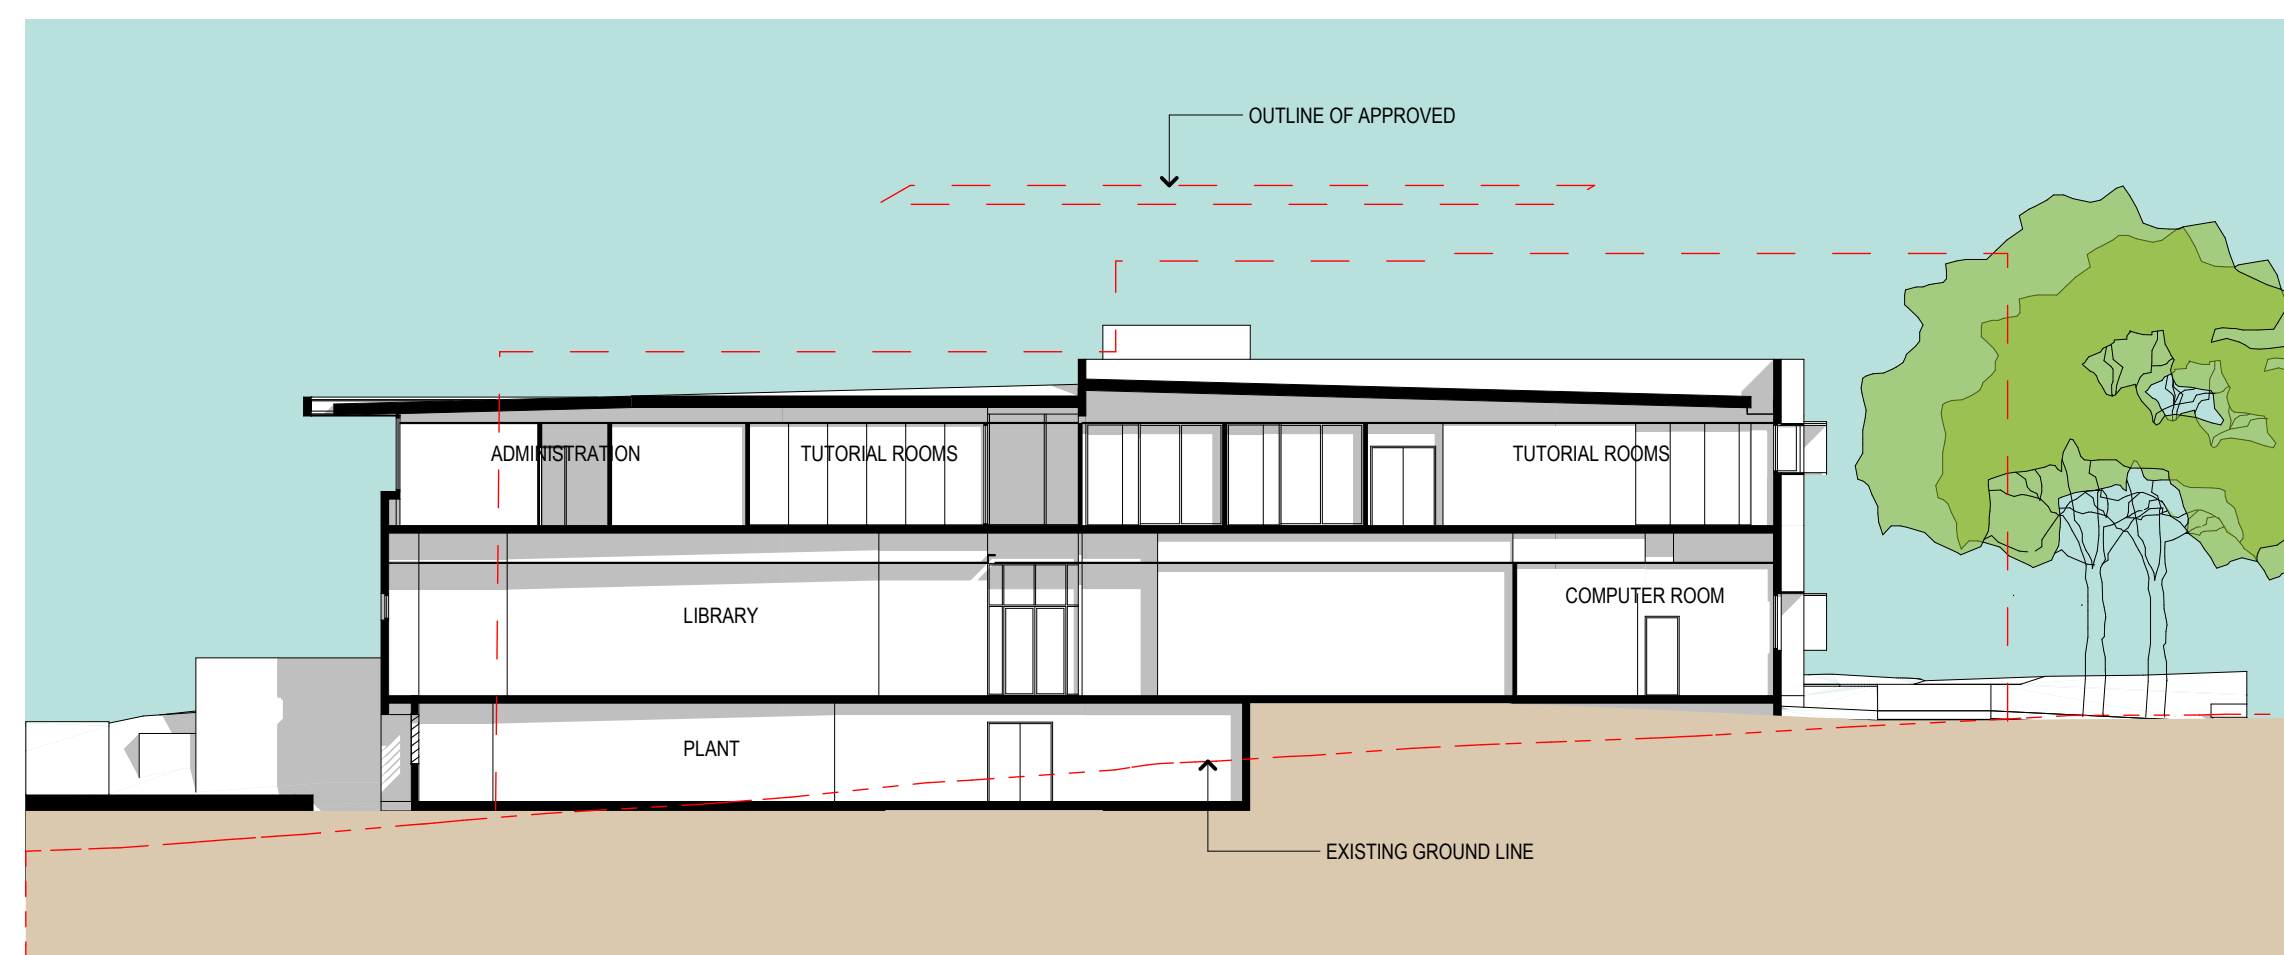 OUTLINE OF APPROVED
ADMINISTRATION
TUTORIAL ROOMS
TUTORIAL ROOMS
LIBRARY
COMPUTER ROOM
PLANT
EXISTING GROUND LINE